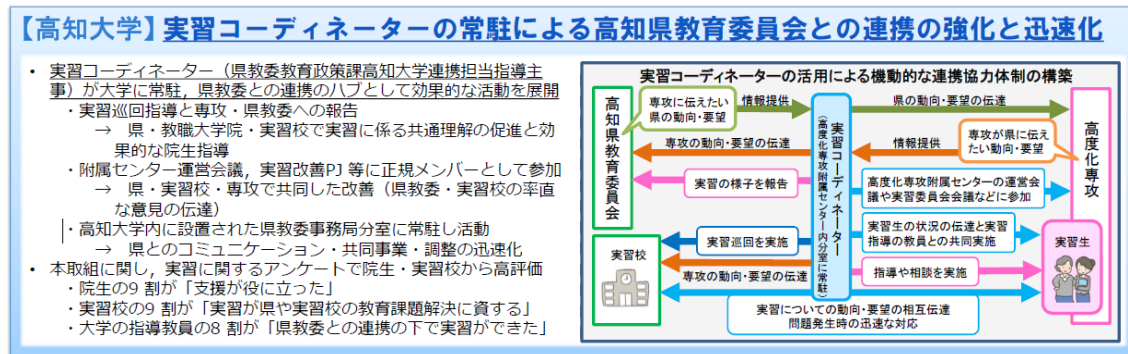 【高知大学】実習コーディネーターの常駐による高知県教育委員会との連携の強化と迅速化
• 実習コーディネーター（県教委教育政策課高知大学連携担当指導主
事）が大学に常駐，県教委との連携のハブとして効果的な活動を展開
・実習巡回指導と専攻・県教委への報告
→ 県・教職大学院・実習校で実習に係る共通理解の促進と効
果的な院生指導
・附属センター運営会議，実習改善PJ 等に正規メンバーとして参加
→ 県・実習校・専攻で共同した改善（県教委・実習校の率直
な意見の伝達）
・高知大学内に設置された県教委事務局分室に常駐し活動
→ 県とのコミュニケーション・共同事業・調整の迅速化
• 本取組に関し，実習に関するアンケートで院生・実習校から高評価
・院生の9 割が「支援が役に立った」
・実習校の9 割が「実習が県や実習校の教育課題解決に資する」
・大学の指導教員の8 割が「県教委との連携の下で実習ができた」
実習コーディネーターの活用による機動的な連携協力体制の構築
高知県教育委員会
専攻に伝えたい
県の動向・要望
情報提供
専攻の動向・要望の伝達
実習の様子を報告
実習校
実習巡回を実施
専攻の動向・要望の伝達
実習コーディネーター
（高度化専攻附属センター内分室に常駐）
県の動向・要望の伝達
情報提供
専攻が県に伝え
たい動向・要望
高度化専攻
高度化専攻附属センターの運営会
議や実習委員会会議などに参加
実習生の状況の伝達と実習
指導の教員との共同実施
実習生
指導や相談を実施
実習についての動向・要望の相互伝達
問題発生時の迅速な対応